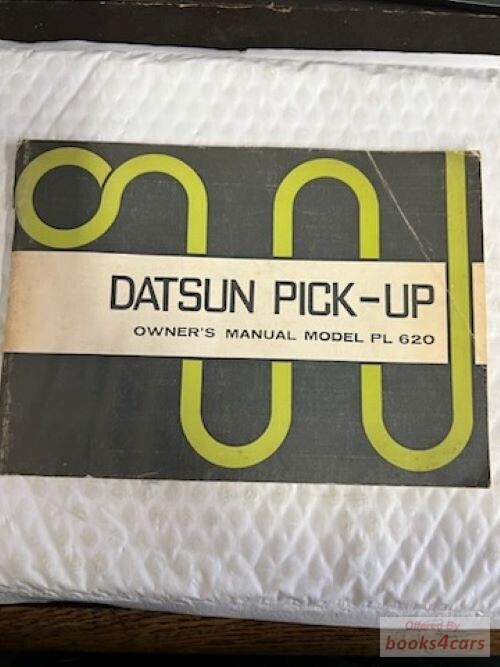 DATSUN PICK-UP
OWNER'S MANUAL MODEL PL 620
Offered By
books4cars